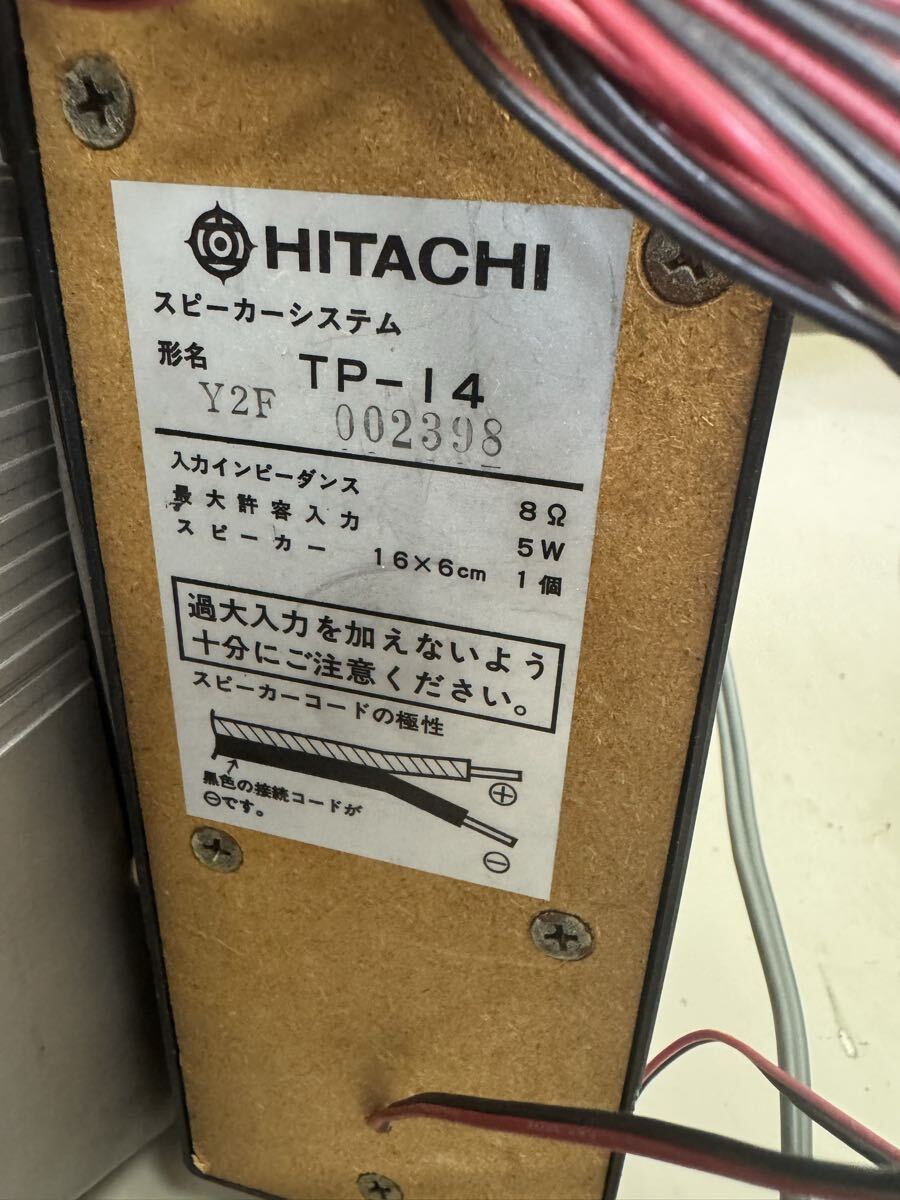 HITACHI
スピーカーシステム
形名 TP-14
Y2F 002398
入力インピーダンス 8Ω
最大許容入力 5W
スピーカー 16×6cm 1個
過大入力を加えないよう
十分にご注意ください。
スピーカーコードの極性
⊕
黒色の接続コードが
⊖です。
⊖